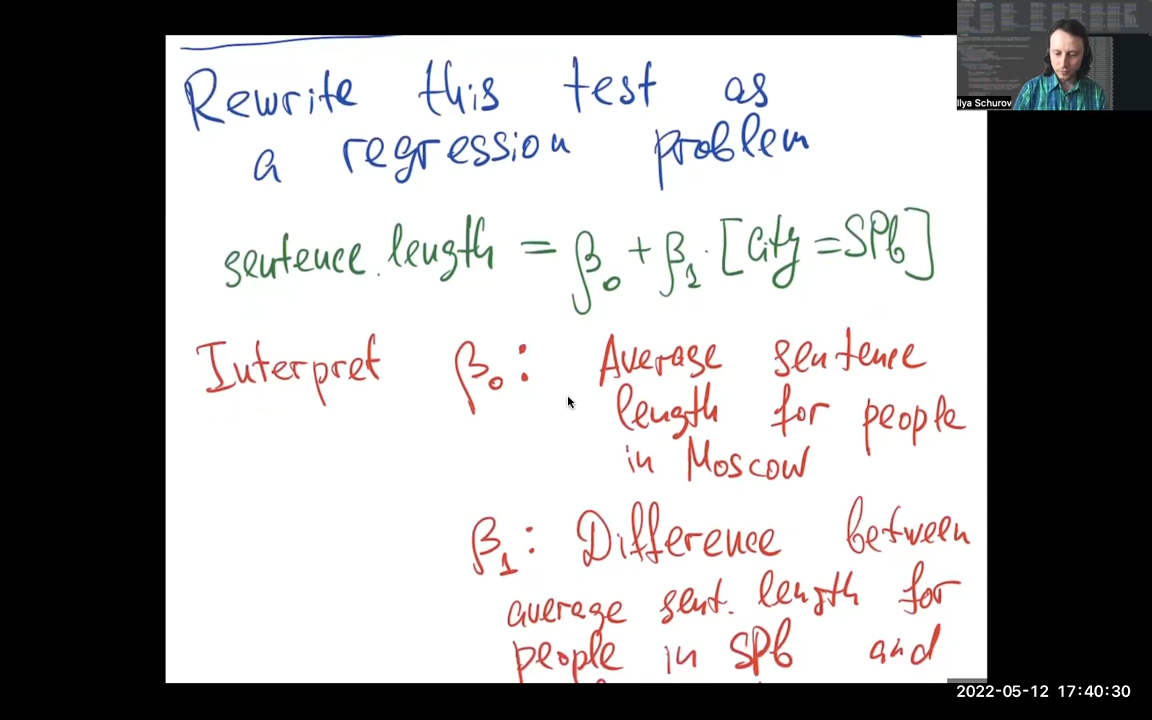 Rewrite this test as
a regression problem
sentence.length = β₀ + β₁ · [City = SPb]
Interpret β₀: Average sentence
length for people
in Moscow
β₁: Difference between
average sent. length for
people in SPb and
Ilya Schurov
2022-05-12 17:40:30